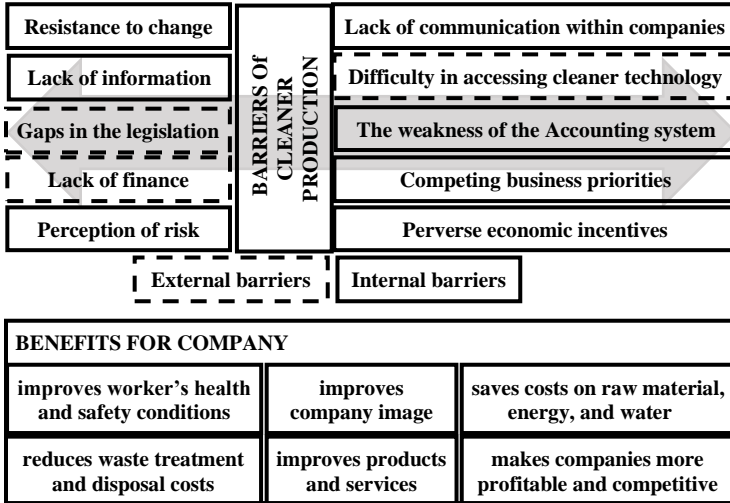 Resistance to change
Lack of information
Gaps in the legislation
Lack of finance
Perception of risk
BARRIERS Of
CLEANER
PRODUCTION
Lack of communication within companies
Difficulty in accessing cleaner technology
The weakness of the Accounting system
Competing business priorities
Perverse economic incentives
External barriers
Internal barriers
BENEFITS FOR COMPANY
improves worker's health
and safety conditions
improves
company image
saves costs on raw material,
energy, and water
reduces waste treatment
and disposal costs
improves products
and services
makes companies more
profitable and competitive